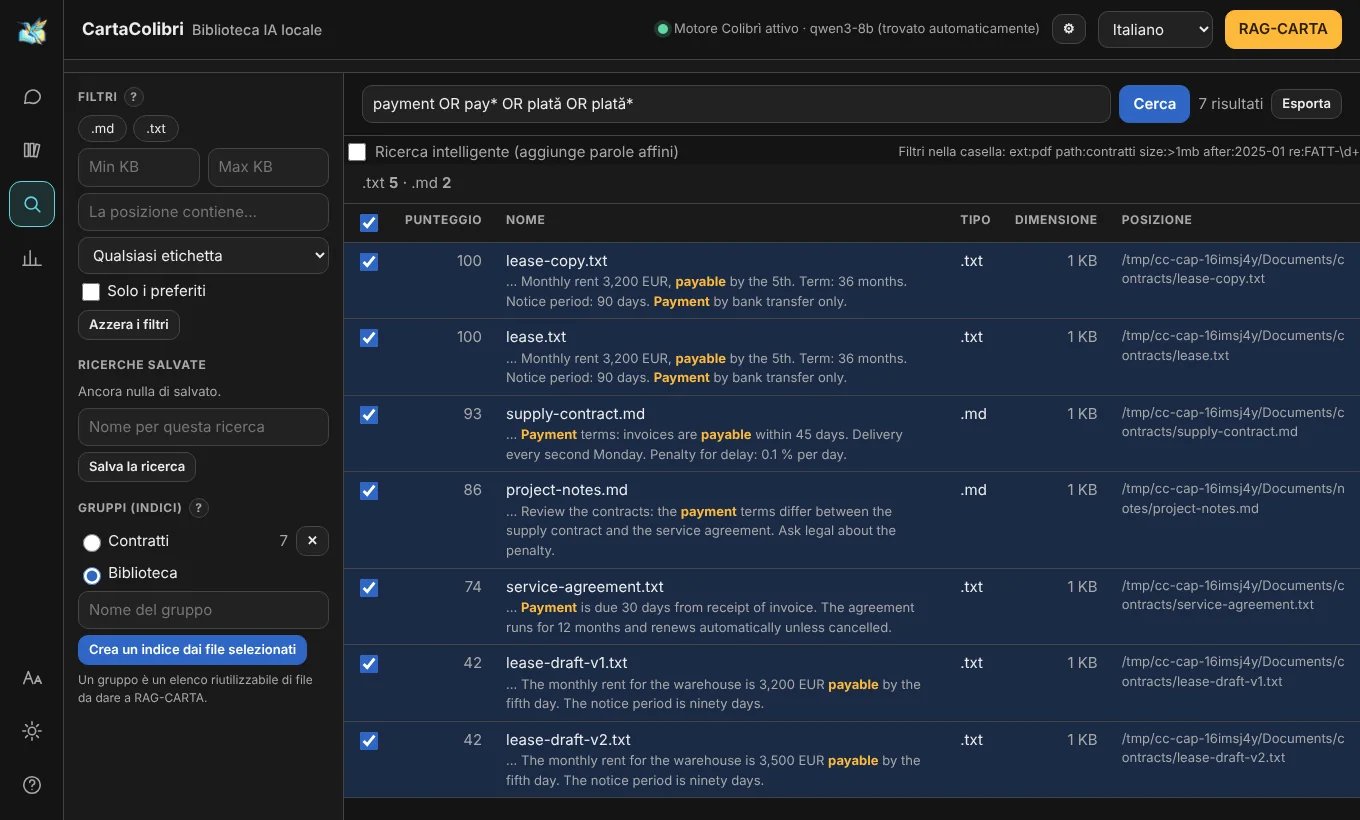 CartaColibri Biblioteca IA locale
Motore Colibrì attivo · qwen3-8b (trovato automaticamente)
Italiano
RAG-CARTA
FILTRI ?
.md .txt
Min KB Max KB
La posizione contiene...
Qualsiasi etichetta
Solo i preferiti
Azzera i filtri
RICERCHE SALVATE
Ancora nulla di salvato.
Nome per questa ricerca
Salva la ricerca
GRUPPI (INDICI) ?
Contratti 7 ✕
Biblioteca
Nome del gruppo
Crea un indice dai file selezionati
Un gruppo è un elenco riutilizzabile di file
da dare a RAG-CARTA.
AA
payment OR pay* OR plată OR plată*
Cerca 7 risultati Esporta
Ricerca intelligente (aggiunge parole affini)
Filtri nella casella: ext:pdf path:contratti size:>1mb after:2025-01 re:FATT-\d+
.txt 5 · .md 2
PUNTEGGIO NOME TIPO DIMENSIONE POSIZIONE
100 lease-copy.txt .txt 1 KB /tmp/cc-cap-16imsj4y/Documents/c
ontracts/lease-copy.txt
... Monthly rent 3,200 EUR, payable by the 5th. Term: 36 months.
Notice period: 90 days. Payment by bank transfer only.
100 lease.txt .txt 1 KB /tmp/cc-cap-16imsj4y/Documents/c
ontracts/lease.txt
... Monthly rent 3,200 EUR, payable by the 5th. Term: 36 months.
Notice period: 90 days. Payment by bank transfer only.
93 supply-contract.md .md 1 KB /tmp/cc-cap-16imsj4y/Documents/c
ontracts/supply-contract.md
... Payment terms: invoices are payable within 45 days. Delivery
every second Monday. Penalty for delay: 0.1 % per day.
86 project-notes.md .md 1 KB /tmp/cc-cap-16imsj4y/Documents/n
otes/project-notes.md
... Review the contracts: the payment terms differ between the
supply contract and the service agreement. Ask legal about the
penalty.
74 service-agreement.txt .txt 1 KB /tmp/cc-cap-16imsj4y/Documents/c
ontracts/service-agreement.txt
... Payment is due 30 days from receipt of invoice. The agreement
runs for 12 months and renews automatically unless cancelled.
42 lease-draft-v1.txt .txt 1 KB /tmp/cc-cap-16imsj4y/Documents/c
ontracts/lease-draft-v1.txt
... The monthly rent for the warehouse is 3,200 EUR payable by the
fifth day. The notice period is ninety days.
42 lease-draft-v2.txt .txt 1 KB /tmp/cc-cap-16imsj4y/Documents/c
ontracts/lease-draft-v2.txt
... The monthly rent for the warehouse is 3,500 EUR payable by the
fifth day. The notice period is ninety days.